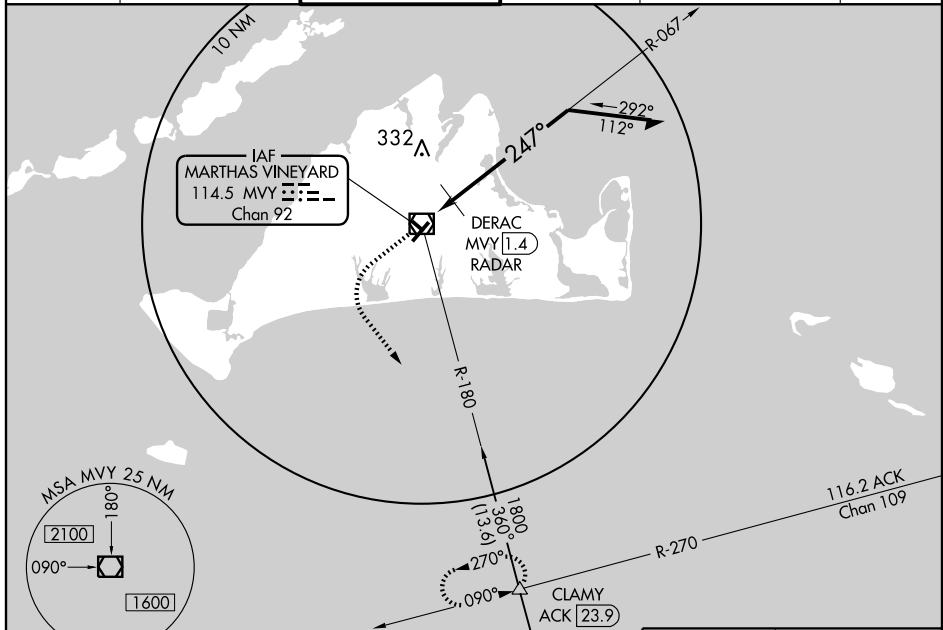 10 NM
R-067
292°
112°
247°
332
IAF
MARTHAS VINEYARD
114.5 MVY
Chan 92
DERAC
MVY 1.4
RADAR
R-180
MSA MVY 25 NM
180°
2100
090°
1600
1800
360°
(13.6)
116.2 ACK
Chan 109
R-270
270°
090°
CLAMY
ACK 23.9